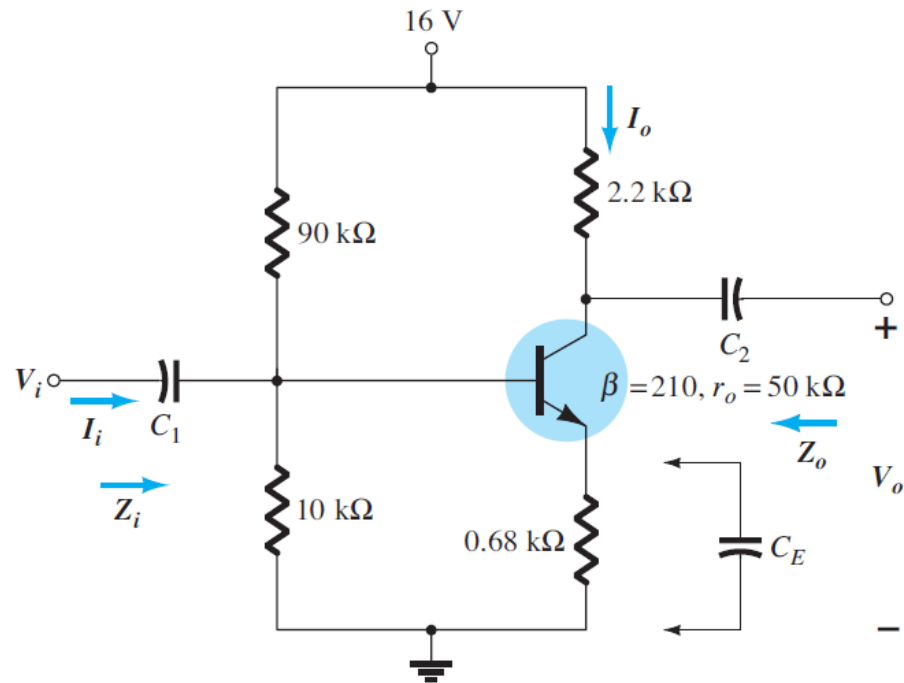 16 V
I_o
2.2 kΩ
90 kΩ
C_2
+
V_i
I_i
C_1
β = 210, r_o = 50 kΩ
Z_o
V_o
Z_i
10 kΩ
0.68 kΩ
C_E
−